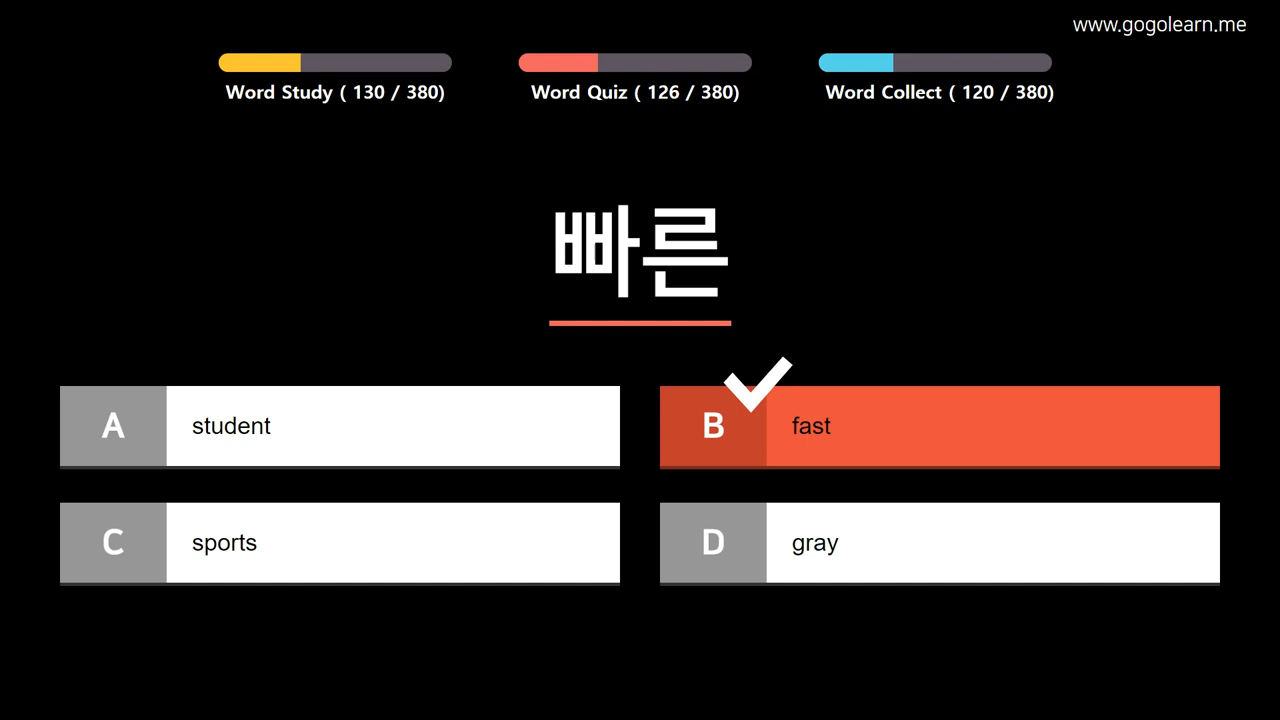 www.gogolearn.me
Word Study ( 130 / 380)
Word Quiz ( 126 / 380)
Word Collect ( 120 / 380)
빠른
A
student
B
fast
C
sports
D
gray